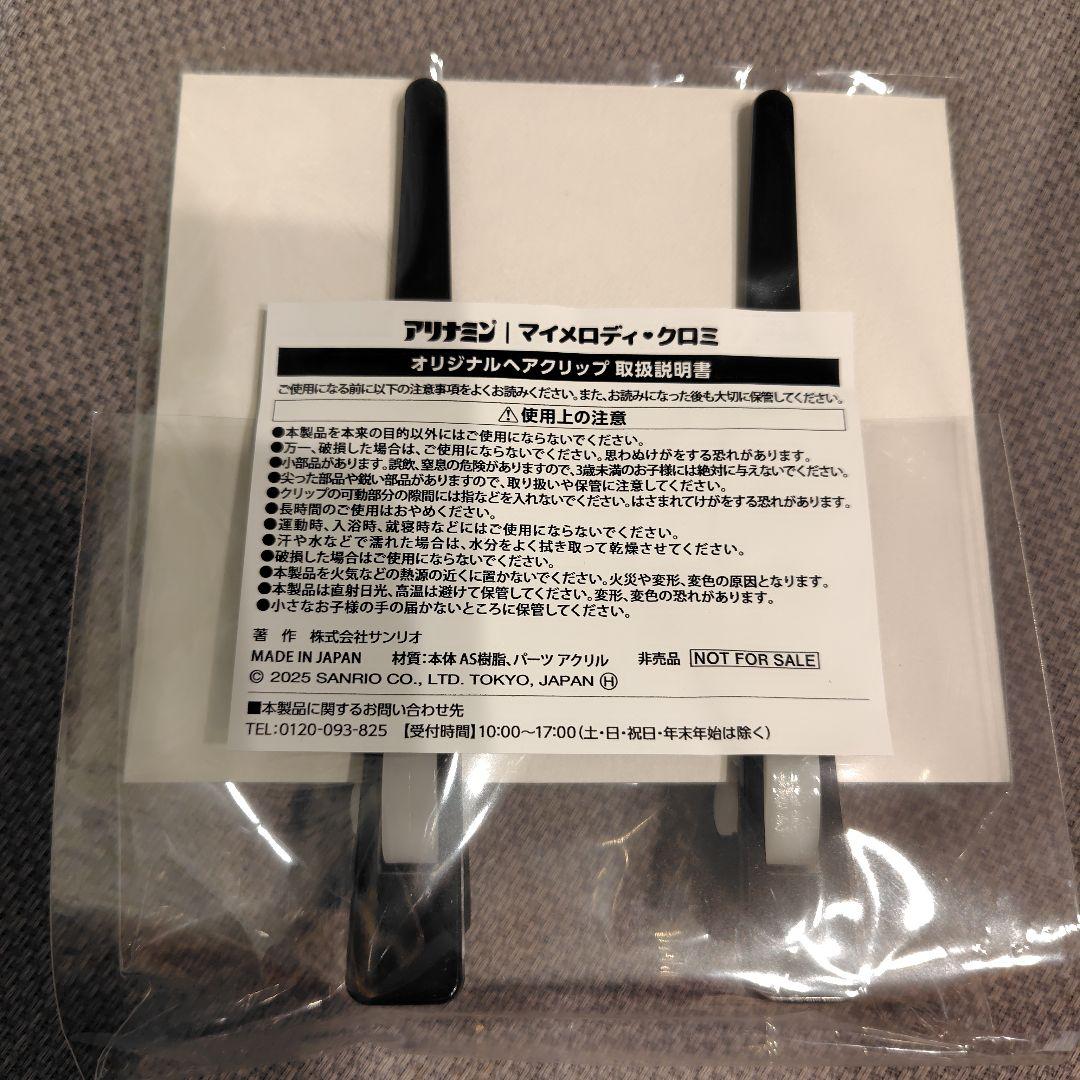 アリナミン | マイメロディ・クロミ
オリジナルヘアクリップ 取扱説明書
ご使用になる前に以下の注意事項をよくお読みください。また、お読みになった後も大切に保管してください。
⚠使用上の注意
●本製品を本来の目的以外にはご使用にならないでください。
●万一、破損した場合は、ご使用にならないでください。思わぬけがをする恐れがあります。
●小部品があります。誤飲、窒息の危険がありますので、3歳未満のお子様には絶対に与えないでください。
●尖った部品や鋭い部品がありますので、取り扱いや保管に注意してください。
●クリップの可動部分の隙間には指などを入れないでください。はさまれてけがをする恐れがあります。
●長時間のご使用はおやめください。
●運動時、入浴時、就寝時などにはご使用にならないでください。
●汗や水などで濡れた場合は、水分をよく拭き取って乾燥させてください。
●破損した場合はご使用にならないでください。
●本製品を火気などの熱源の近くに置かないでください。火災や変形、変色の原因となります。
●本製品は直射日光、高温は避けて保管してください。変形、変色の恐れがあります。
●小さなお子様の手の届かないところに保管してください。
著 作 株式会社サンリオ
MADE IN JAPAN 材質：本体 AS樹脂、パーツ アクリル 非売品 NOT FOR SALE
© 2025 SANRIO CO., LTD. TOKYO, JAPAN Ⓗ
■本製品に関するお問い合わせ先
TEL：0120-093-825 【受付時間】10:00～17:00（土・日・祝日・年末年始は除く）